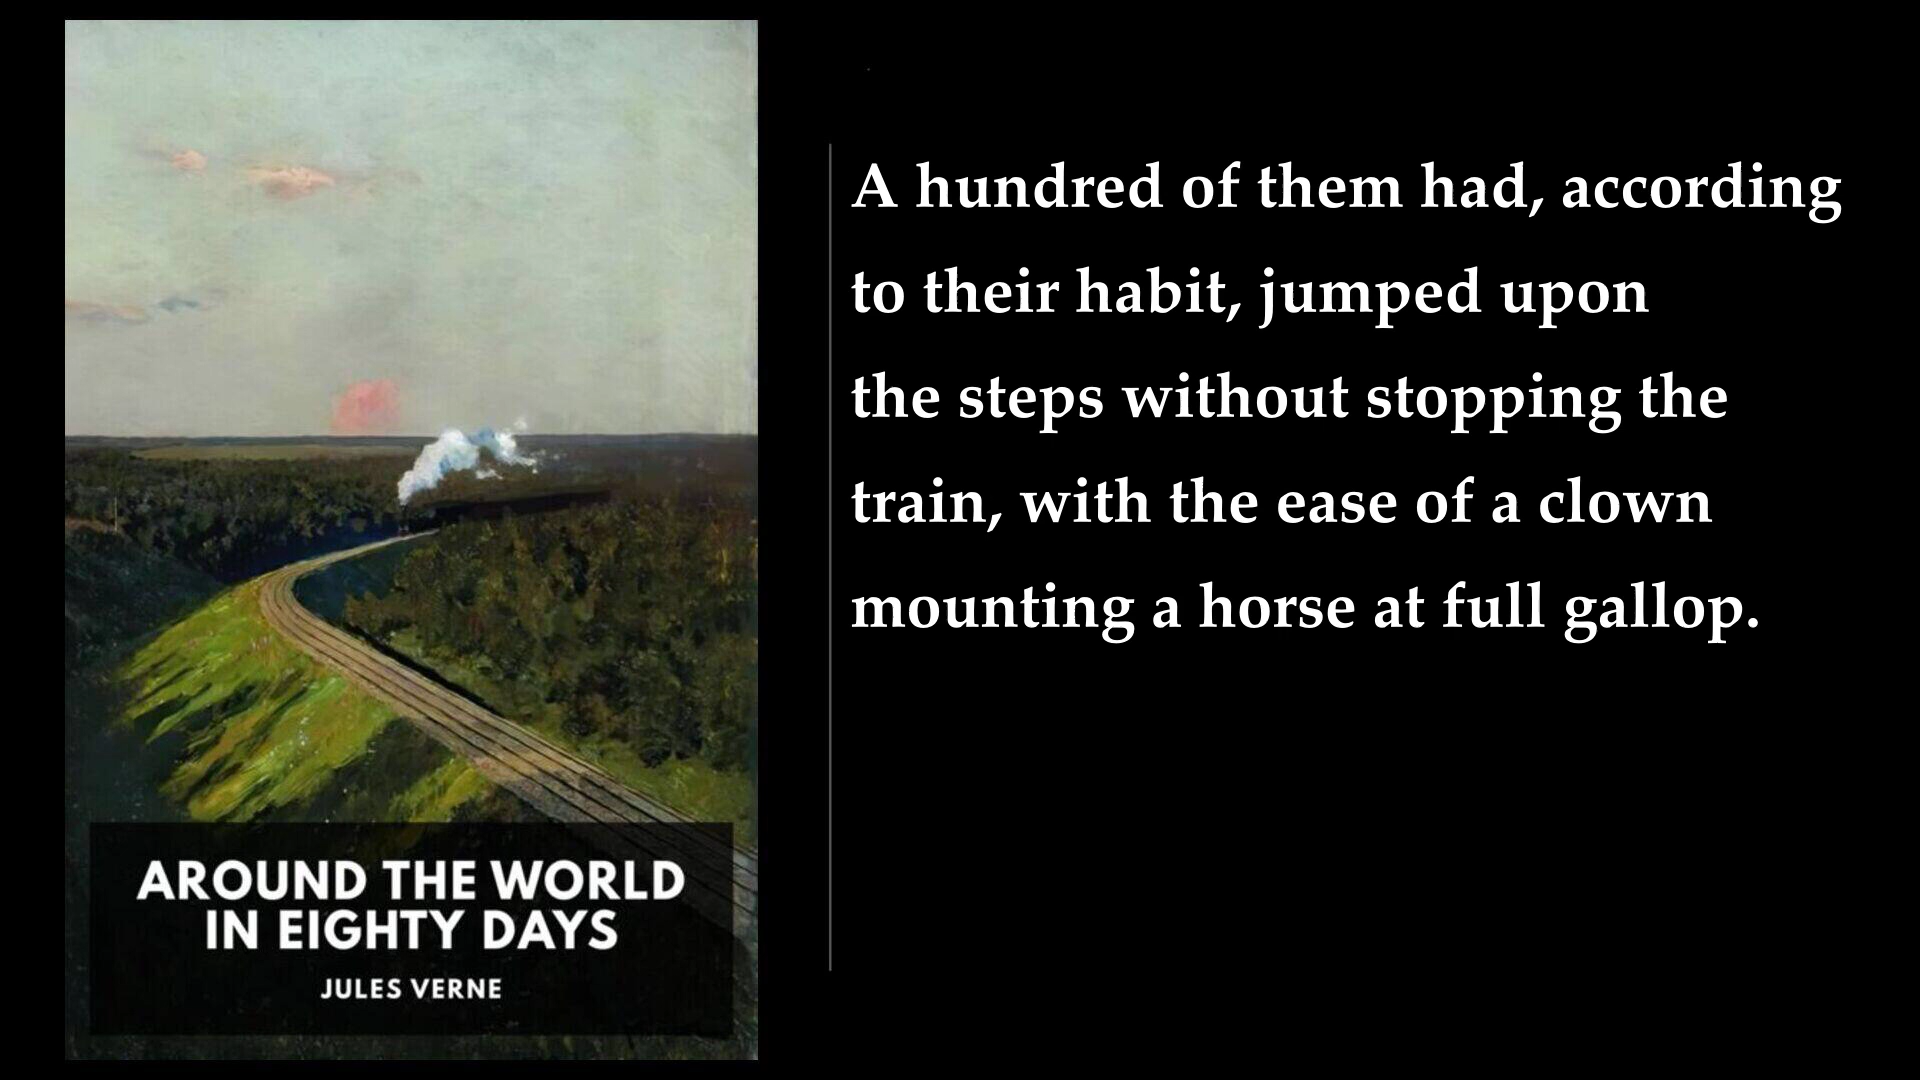 AROUND THE WORLD
IN EIGHTY DAYS
JULES VERNE
A hundred of them had, according
to their habit, jumped upon
the steps without stopping the
train, with the ease of a clown
mounting a horse at full gallop.